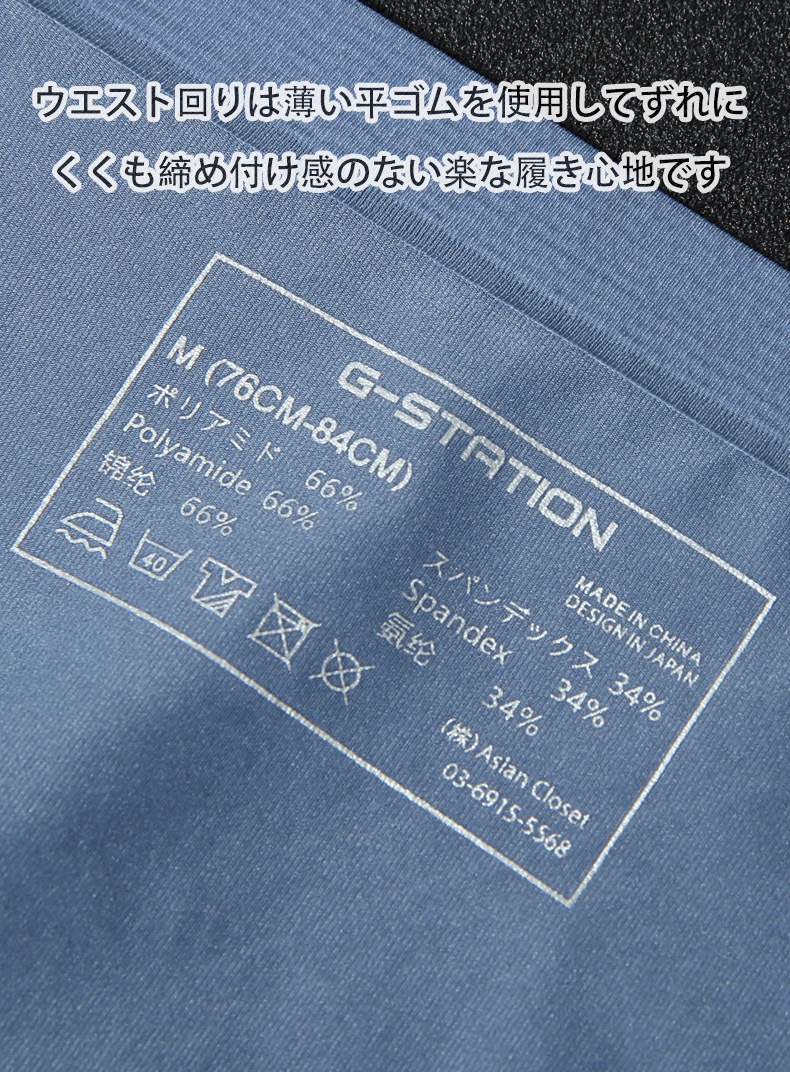 ウエスト回りは薄い平ゴムを使用してずれに
くくも締め付け感のない楽な履き心地です
G-STATION
M (76CM-84CM)
ポリアミド 66%
Polyamide 66%
锦纶 66%
40
MADE IN CHINA
DESIGN IN JAPAN
スパンデックス 34%
Spandex 34%
氨纶 34%
(株) Asian Closet
03-6915-5568